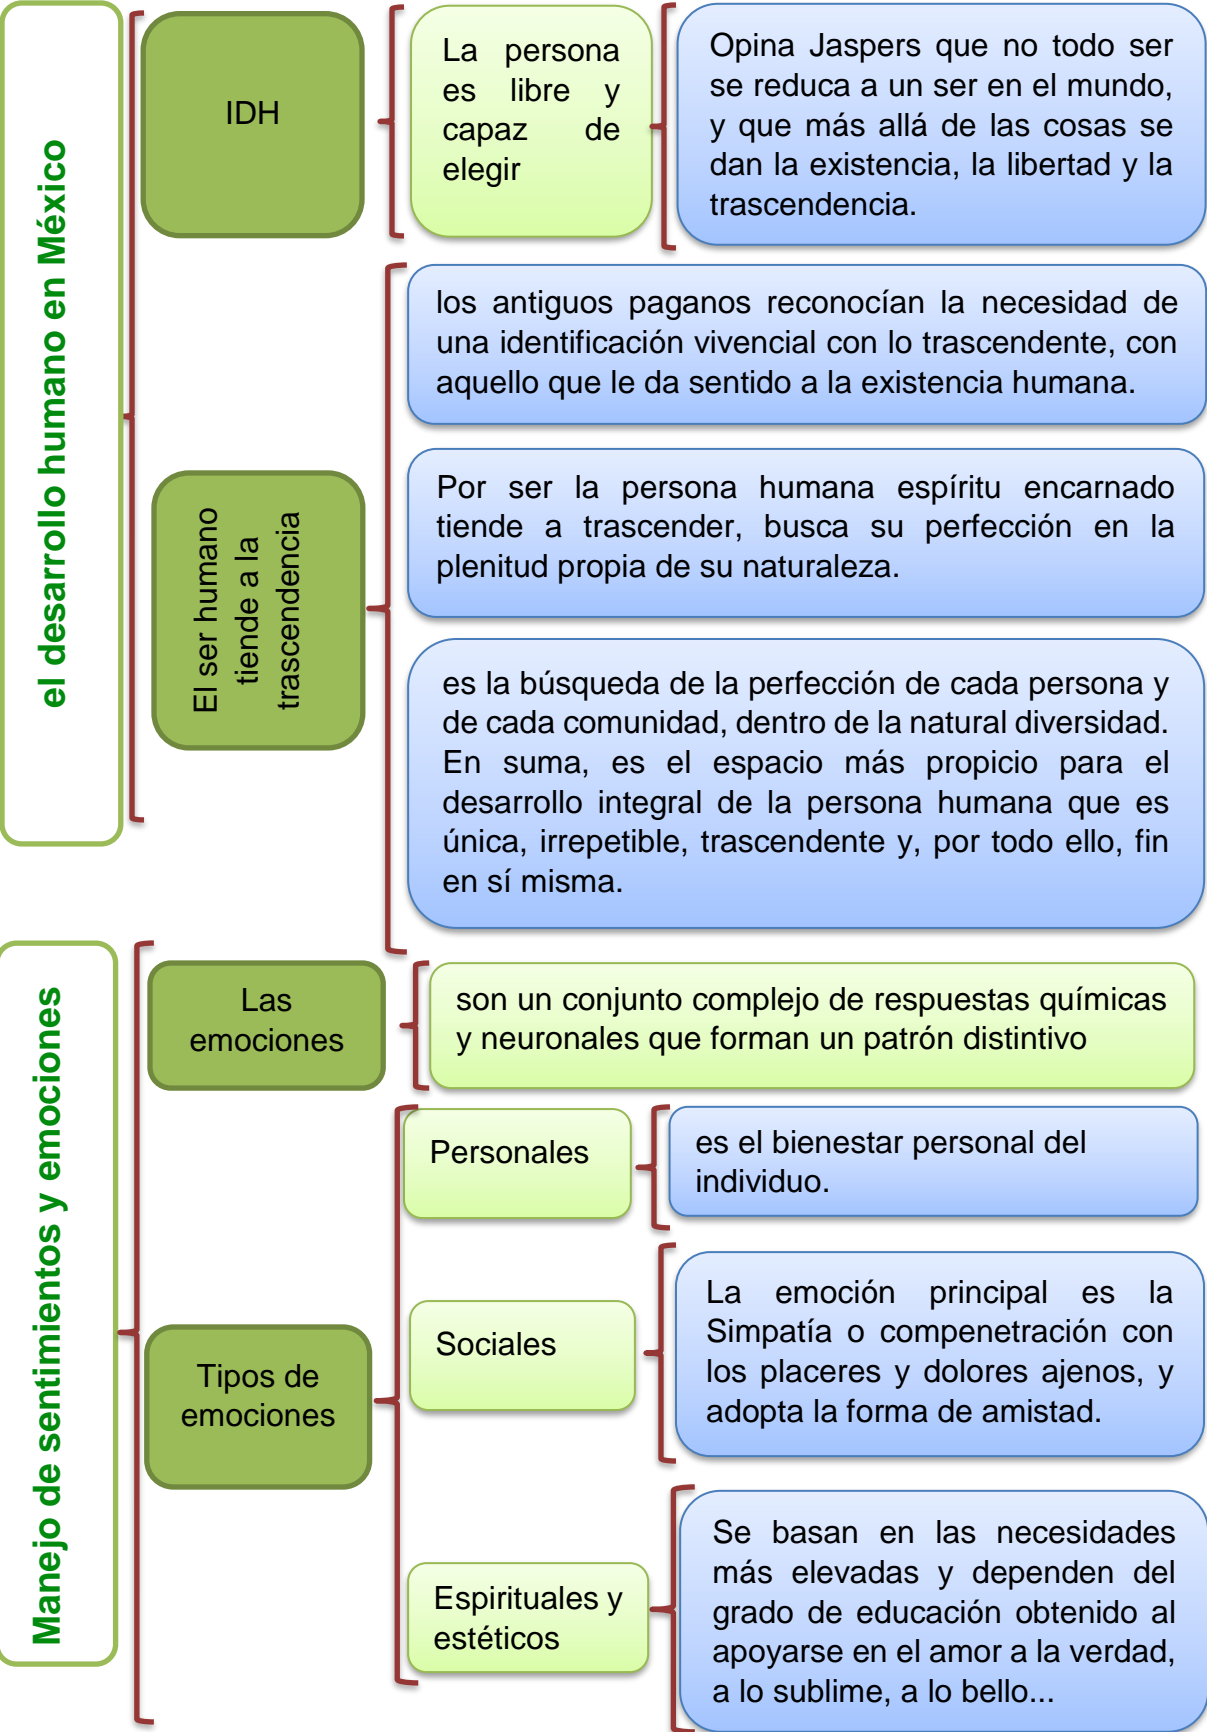 el desarrollo humano en México
IDH
La persona
es libre y
capaz de
elegir
Opina Jaspers que no todo ser
se reduca a un ser en el mundo,
y que más allá de las cosas se
dan la existencia, la libertad y la
trascendencia.
El ser humano
tiende a la
trascendencia
los antiguos paganos reconocían la necesidad de
una identificación vivencial con lo trascendente, con
aquello que le da sentido a la existencia humana.
Por ser la persona humana espíritu encarnado
tiende a trascender, busca su perfección en la
plenitud propia de su naturaleza.
es la búsqueda de la perfección de cada persona y
de cada comunidad, dentro de la natural diversidad.
En suma, es el espacio más propicio para el
desarrollo integral de la persona humana que es
única, irrepetible, trascendente y, por todo ello, fin
en sí misma.
Manejo de sentimientos y emociones
Las
emociones
son un conjunto complejo de respuestas químicas
y neuronales que forman un patrón distintivo
Tipos de
emociones
Personales
es el bienestar personal del
individuo.
Sociales
La emoción principal es la
Simpatía o compenetración con
los placeres y dolores ajenos, y
adopta la forma de amistad.
Espirituales y
estéticos
Se basan en las necesidades
más elevadas y dependen del
grado de educación obtenido al
apoyarse en el amor a la verdad,
a lo sublime, a lo bello...